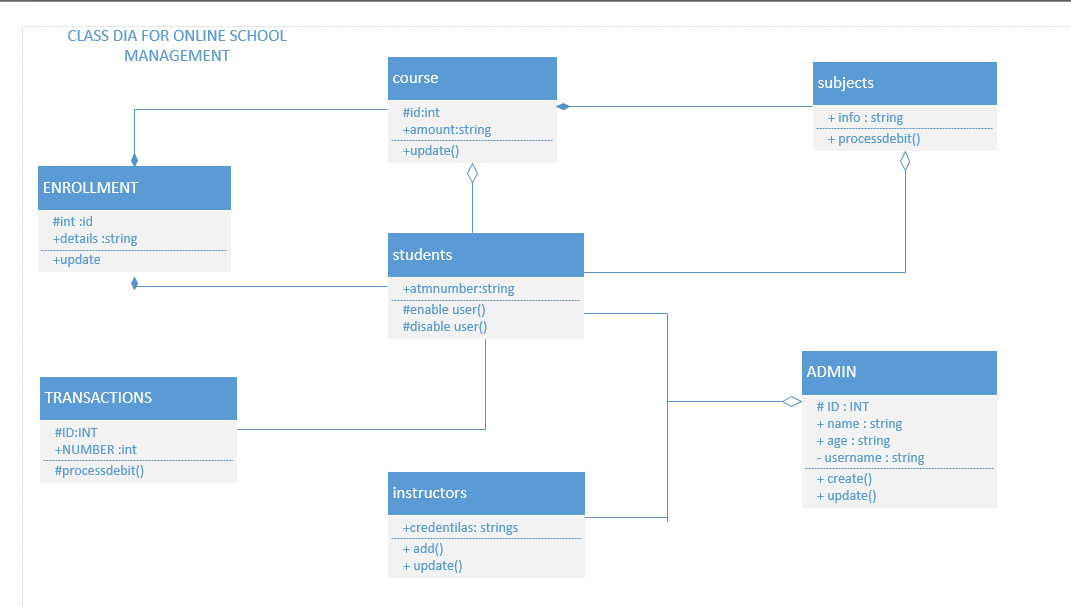 CLASS DIA FOR ONLINE SCHOOL
MANAGEMENT
course
#id:int
+amount:string
+update()
subjects
+ info : string
+ processdebit()
ENROLLMENT
#int :id
+details :string
+update
students
+atmnumber:string
#enable user()
#disable user()
TRANSACTIONS
#ID:INT
+NUMBER :int
#processdebit()
ADMIN
# ID : INT
+ name : string
+ age : string
- username : string
+ create()
+ update()
instructors
+credentilas: strings
+ add()
+ update()